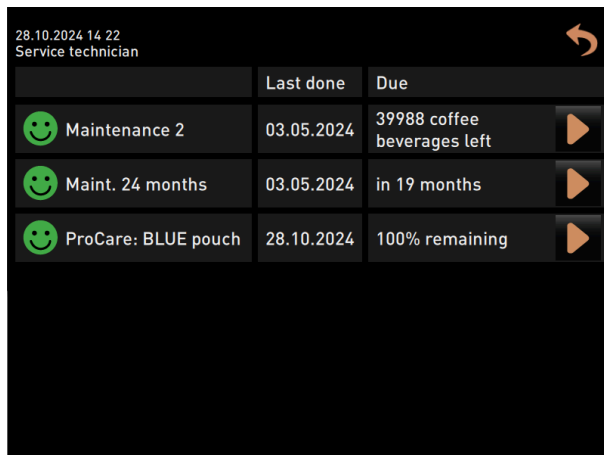 28.10.2024 14 22
Service technician
Last done Due
Maintenance 2 03.05.2024 39988 coffee
beverages left
Maint. 24 months 03.05.2024 in 19 months
ProCare: BLUE pouch 28.10.2024 100% remaining